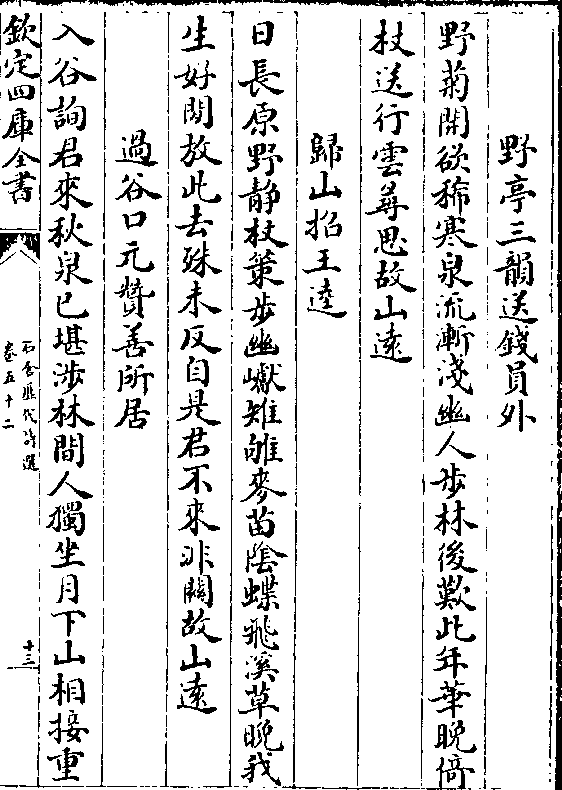 野亭三韻送錢員外
野菊開欲稀寒泉流漸淺幽人步林後歎此年華晚倚
杖送行雲尋思故山遠
歸山招王逵
日長原野靜杖策步幽巘雉雊麥苗陰蝶飛溪草晚我
生好閒放此去殊未反自是君不來非關故山遠
過谷口元贊善所居
入谷詢君來秋泉已堪涉林間人獨坐月下山相接重
欽定四庫全書
石倉歷代詩選
卷五十二
十三